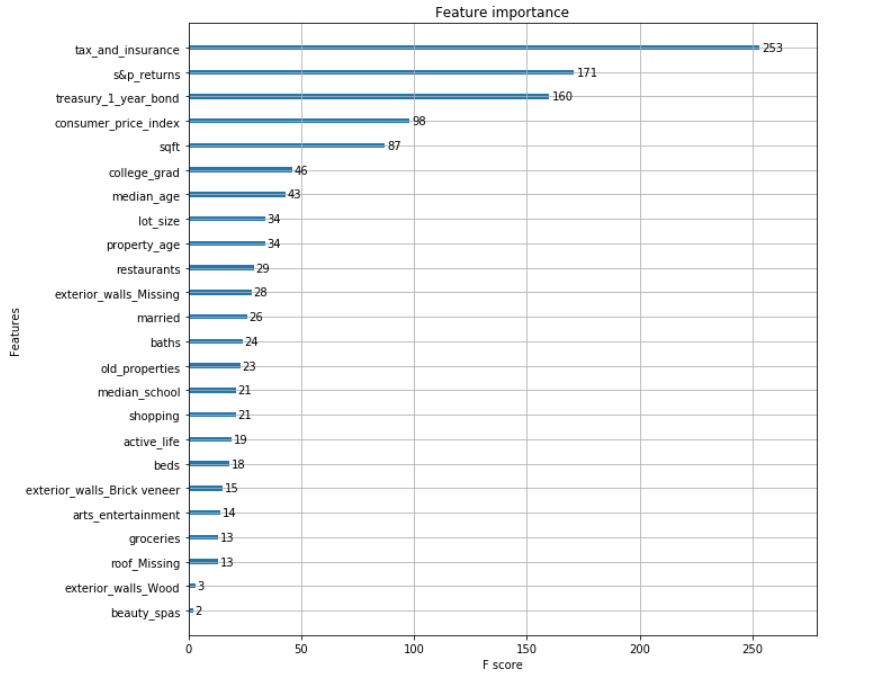 Feature importance
tax_and_insurance 253
s&p_returns 171
treasury_1_year_bond 160
consumer_price_index 98
sqft 87
college_grad 46
median_age 43
lot_size 34
property_age 34
restaurants 29
exterior_walls_Missing 28
married 26
baths 24
old_properties 23
median_school 21
shopping 21
active_life 19
beds 18
exterior_walls_Brick veneer 15
arts_entertainment 14
groceries 13
roof_Missing 13
exterior_walls_Wood 3
beauty_spas 2
Features
0 50 100 150 200 250
F score